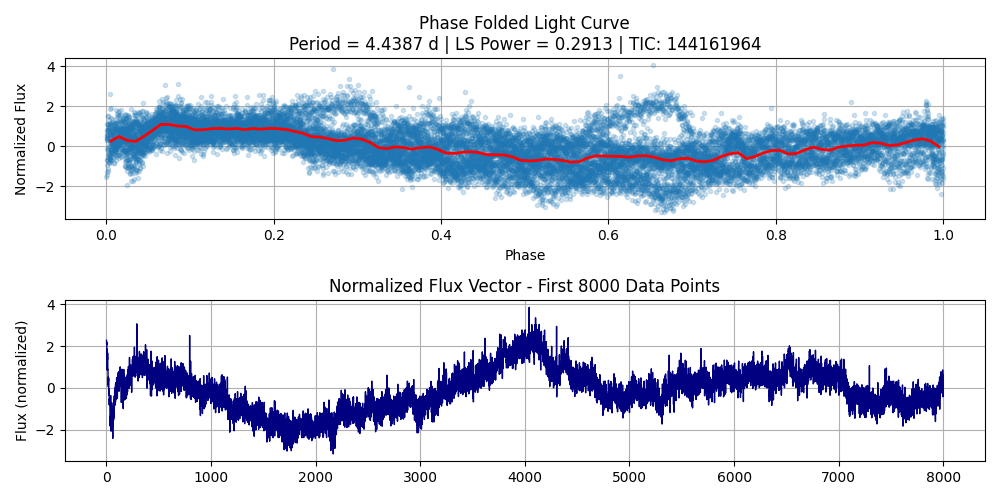 Phase Folded Light Curve
Period = 4.4387 d | LS Power = 0.2913 | TIC: 144161964
Normalized Flux
4
2
0
−2
0.0 0.2 0.4 0.6 0.8 1.0
Phase
Normalized Flux Vector - First 8000 Data Points
Flux (normalized)
4
2
0
−2
0 1000 2000 3000 4000 5000 6000 7000 8000